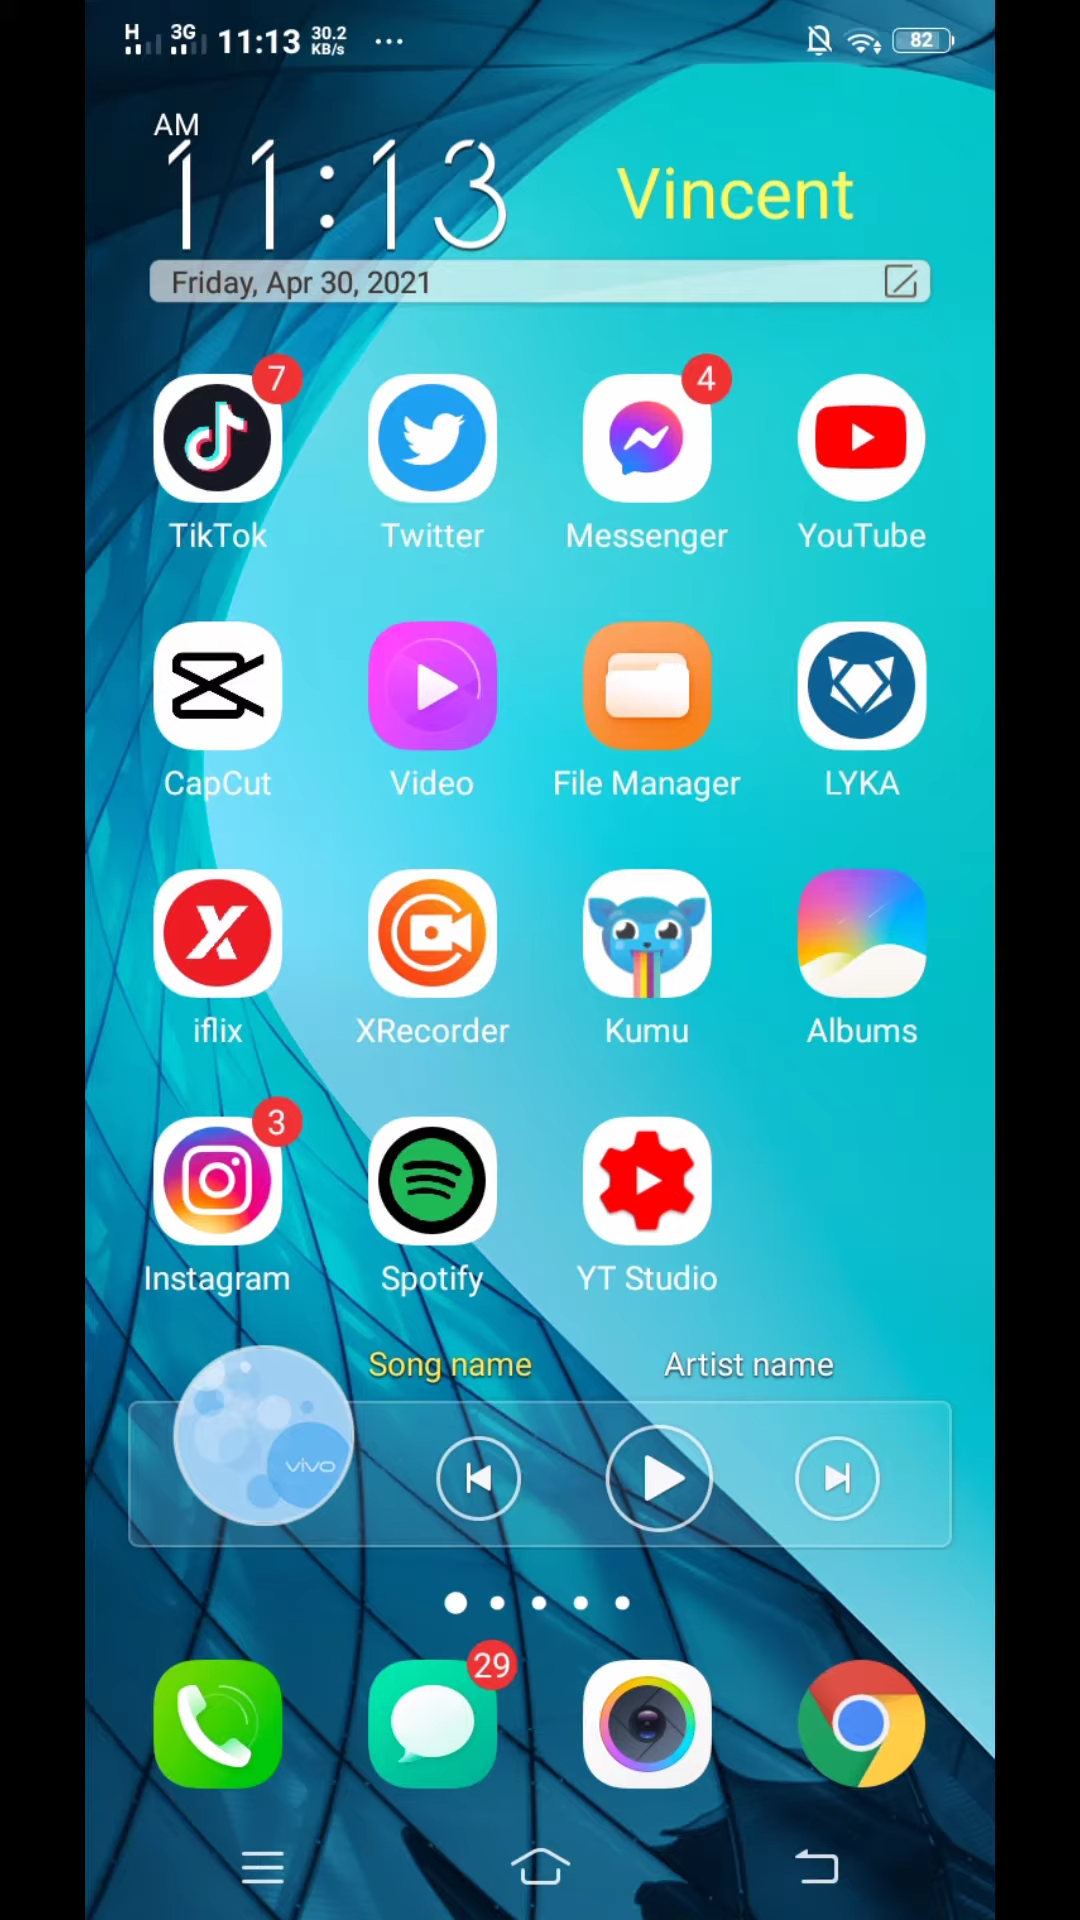 H 3G 11:13 30.2 KB/s ... 82
AM
11:13
Vincent
Friday, Apr 30, 2021
7 4
TikTok Twitter Messenger YouTube
CapCut Video File Manager LYKA
iflix XRecorder Kumu Albums
3
Instagram Spotify YT Studio
Song name Artist name
vivo
29